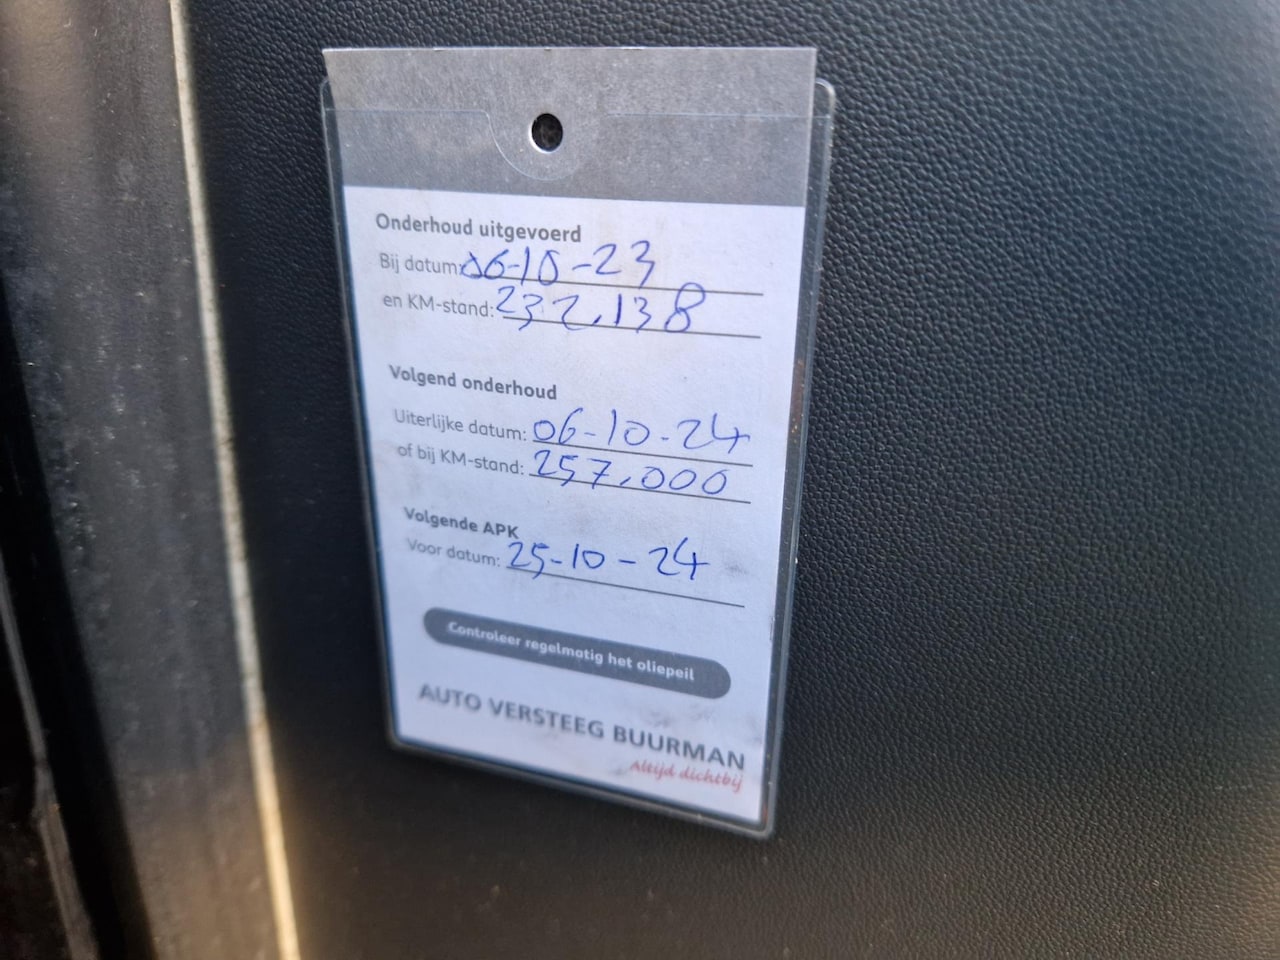 Onderhoud uitgevoerd
Bij datum: 06-10-23
en KM-stand: 232.138
Volgend onderhoud
Uiterlijke datum: 06-10-24
of bij KM-stand: 257.000
Volgende APK
Voor datum: 25-10-24
Controleer regelmatig het oliepeil
AUTO VERSTEEG BUURMAN
Altijd dichtbij